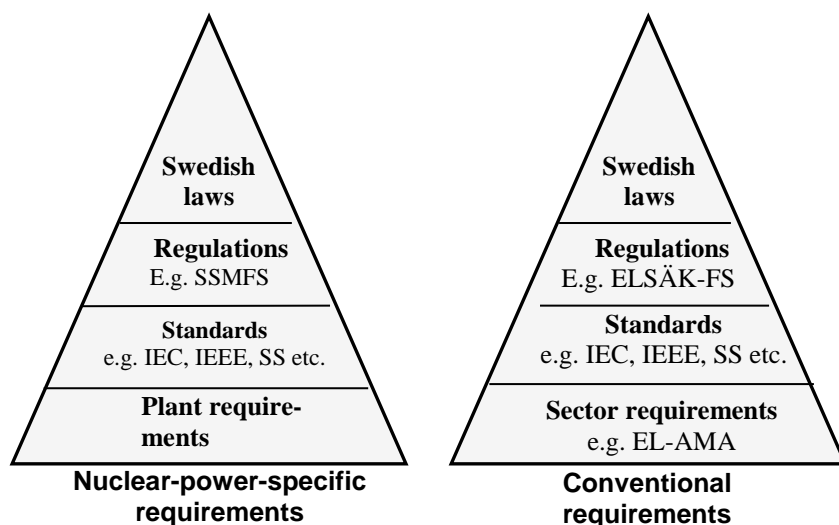 Swedish
laws
Regulations
E.g. SSMFS
Standards
e.g. IEC, IEEE, SS etc.
Plant require-
ments
Nuclear-power-specific
requirements
Swedish
laws
Regulations
E.g. ELSÄK-FS
Standards
e.g. IEC, IEEE, SS etc.
Sector requirements
e.g. EL-AMA
Conventional
requirements